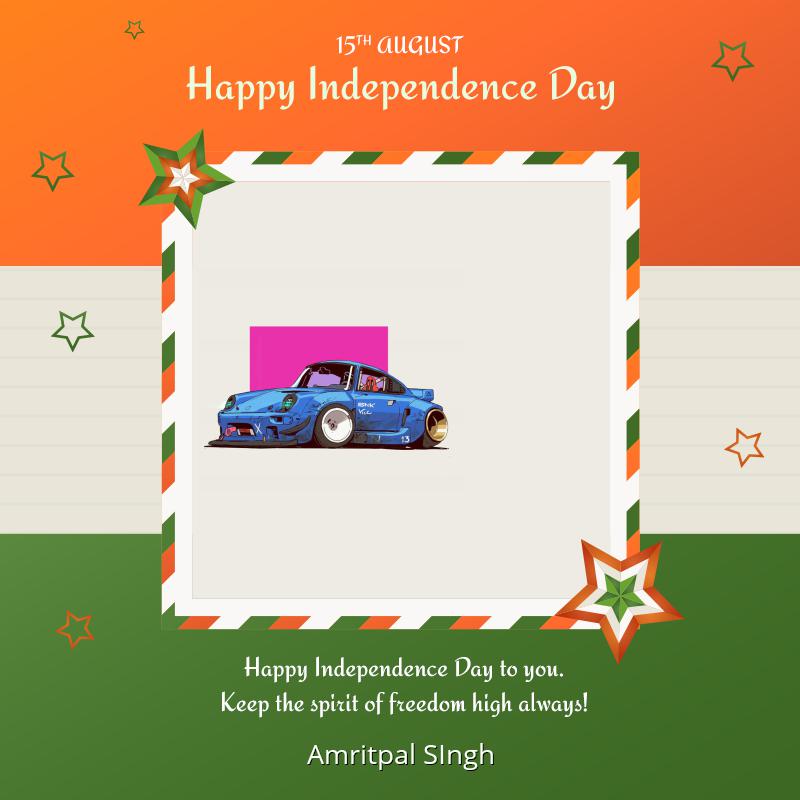 15TH AUGUST
Happy Independence Day
13
Happy Independence Day to you.
Keep the spirit of freedom high always!
Amritpal SIngh